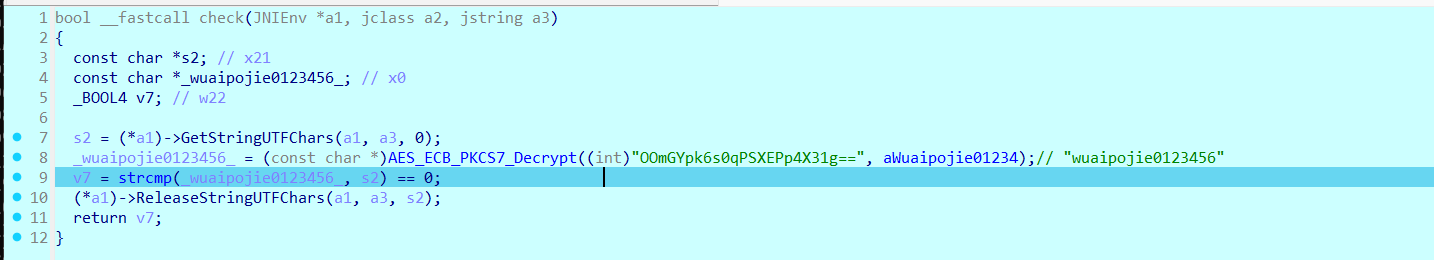 1 bool __fastcall check(JNIEnv *a1, jclass a2, jstring a3)
2 {
3 const char *s2; // x21
4 const char *_wuaipojie0123456_; // x0
5 _BOOL4 v7; // w22
6
7 s2 = (*a1)->GetStringUTFChars(a1, a3, 0);
8 _wuaipojie0123456_ = (const char *)AES_ECB_PKCS7_Decrypt((int)"OOmGYpk6s0qPSXEPp4X31g==", aWuaipojie01234);// "wuaipojie0123456"
9 v7 = strcmp(_wuaipojie0123456_, s2) == 0;
10 (*a1)->ReleaseStringUTFChars(a1, a3, s2);
11 return v7;
12 }